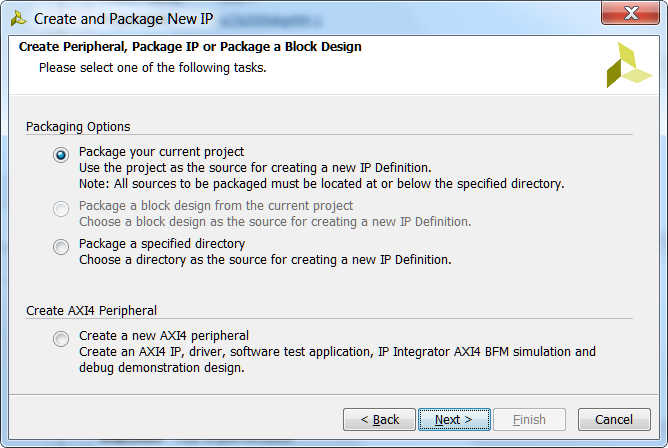 Create and Package New IP
Create Peripheral, Package IP or Package a Block Design
Please select one of the following tasks.
Packaging Options
Package your current project
Use the project as the source for creating a new IP Definition.
Note: All sources to be packaged must be located at or below the specified directory.
Package a block design from the current project
Choose a block design as the source for creating a new IP Definition.
Package a specified directory
Choose a directory as the source for creating a new IP Definition.
Create AXI4 Peripheral
Create a new AXI4 peripheral
Create an AXI4 IP, driver, software test application, IP Integrator AXI4 BFM simulation and
debug demonstration design.
< Back Next > Finish Cancel